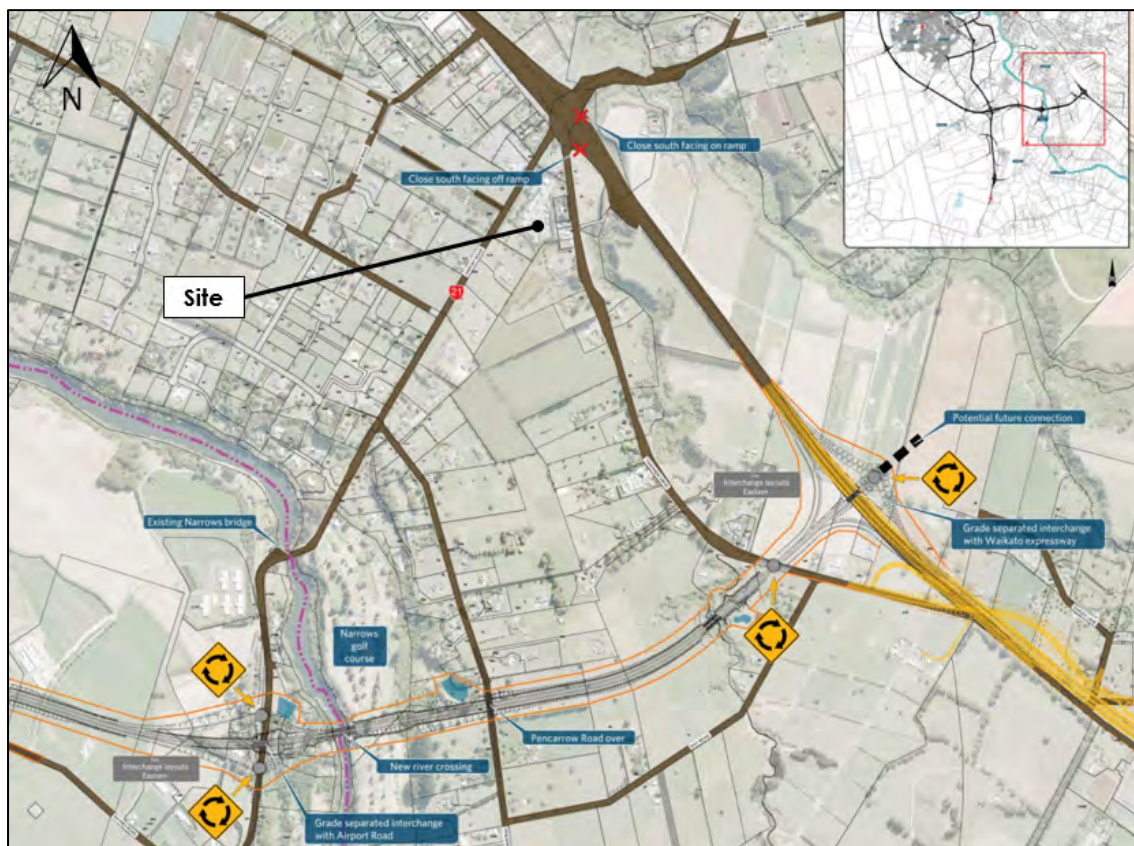 N
Close south facing on ramp
Close south facing off ramp
Site
21
Potential future connection
Interchange layouts
Eastern
Grade separated interchange
with Waikato expressway
Existing Narrows bridge
Narrows
golf
course
Pencarrow Road over
New river crossing
Interchange layouts
Eastern
Grade separated interchange
with Airport Road